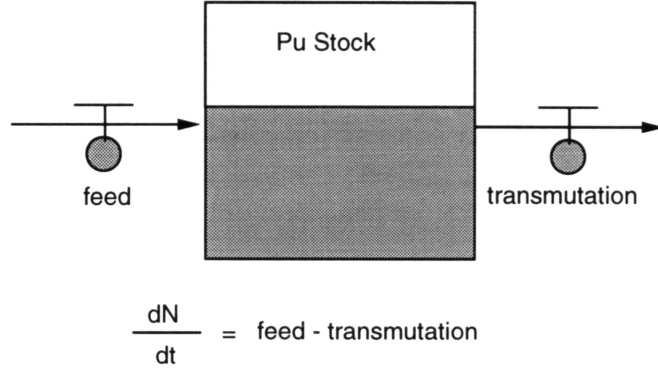 Pu Stock
feed
transmutation
dN
dt
= feed - transmutation